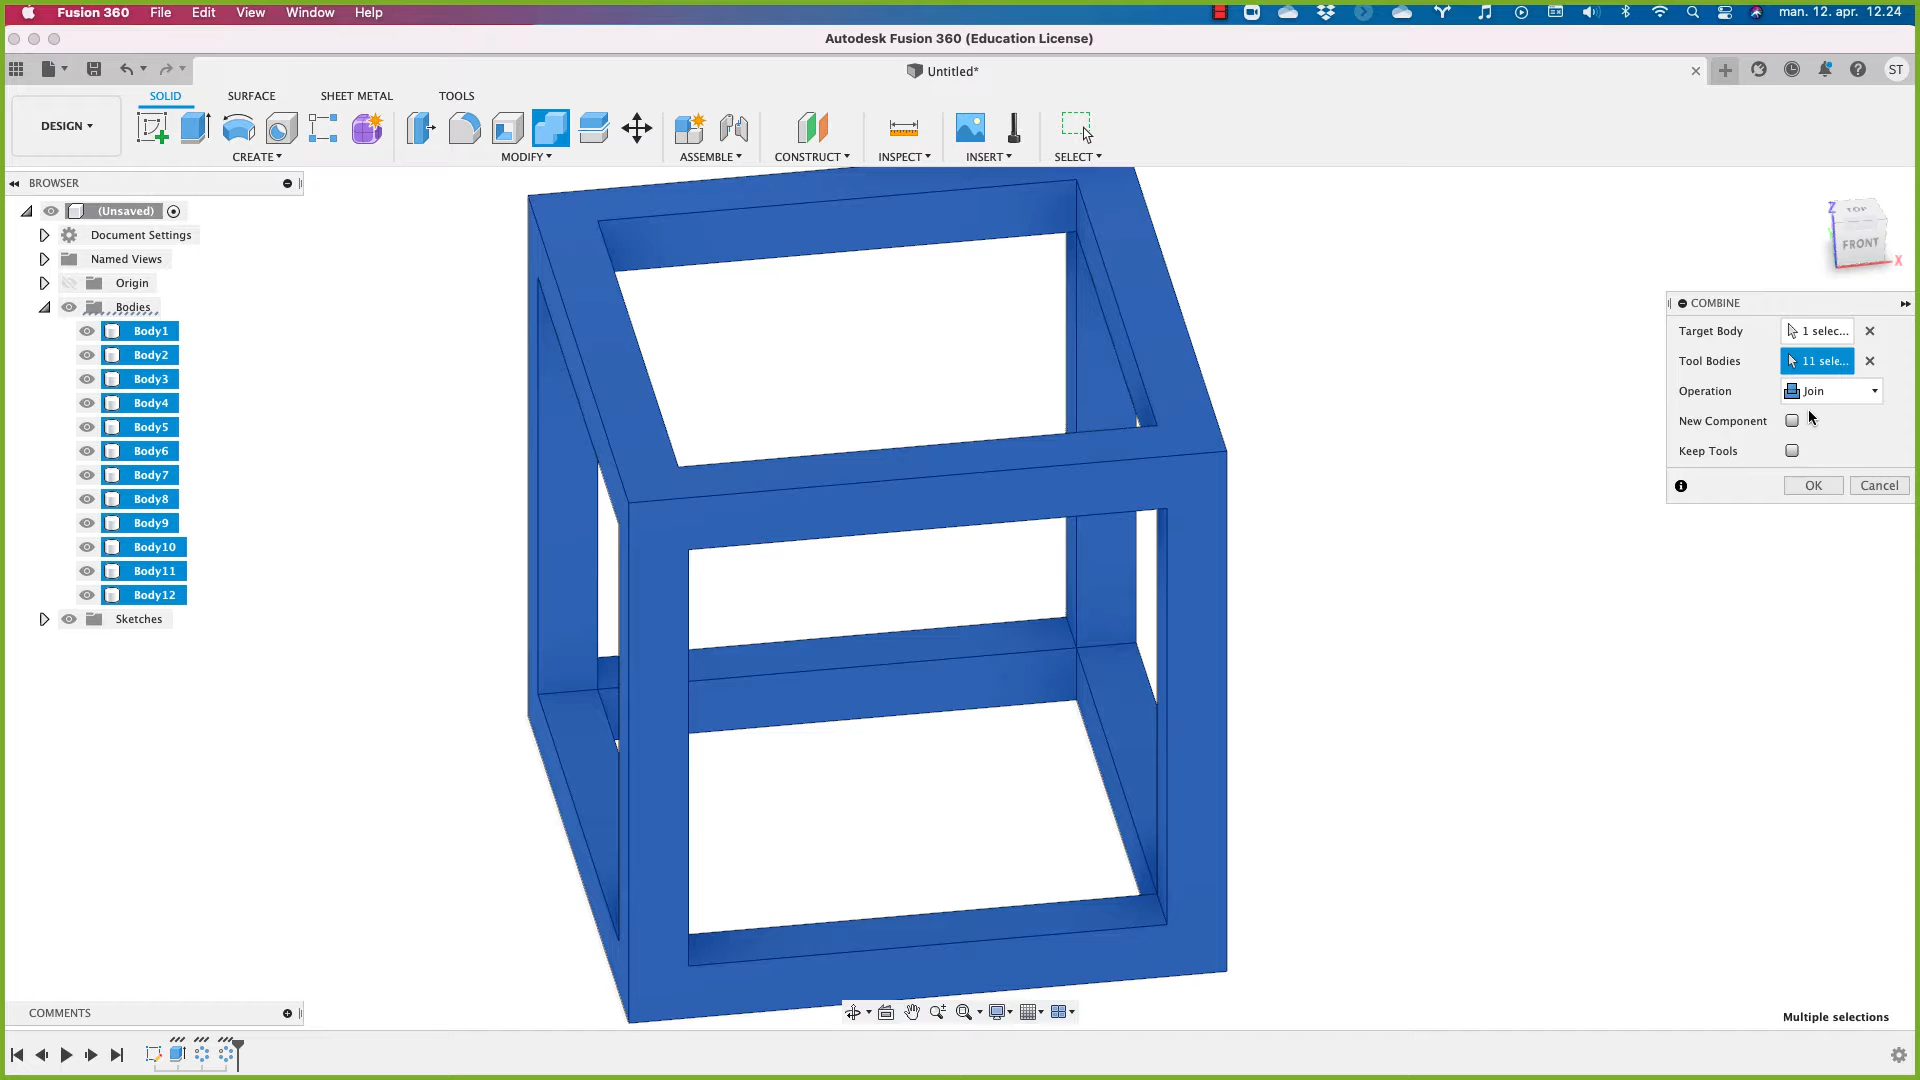 Fusion 360 File Edit View Window Help man. 12. apr. 12.24
Autodesk Fusion 360 (Education License)
Untitled* ST
SOLID SURFACE SHEET METAL TOOLS
DESIGN
CREATE MODIFY ASSEMBLE CONSTRUCT INSPECT INSERT SELECT
BROWSER
(Unsaved)
Document Settings
Named Views
Origin
Bodies
Body1
Body2
Body3
Body4
Body5
Body6
Body7
Body8
Body9
Body10
Body11
Body12
Sketches
TOP
Z
FRONT
X
COMBINE
Target Body 1 selec...
Tool Bodies 11 sele...
Operation Join
New Component
Keep Tools
OK Cancel
COMMENTS
Multiple selections